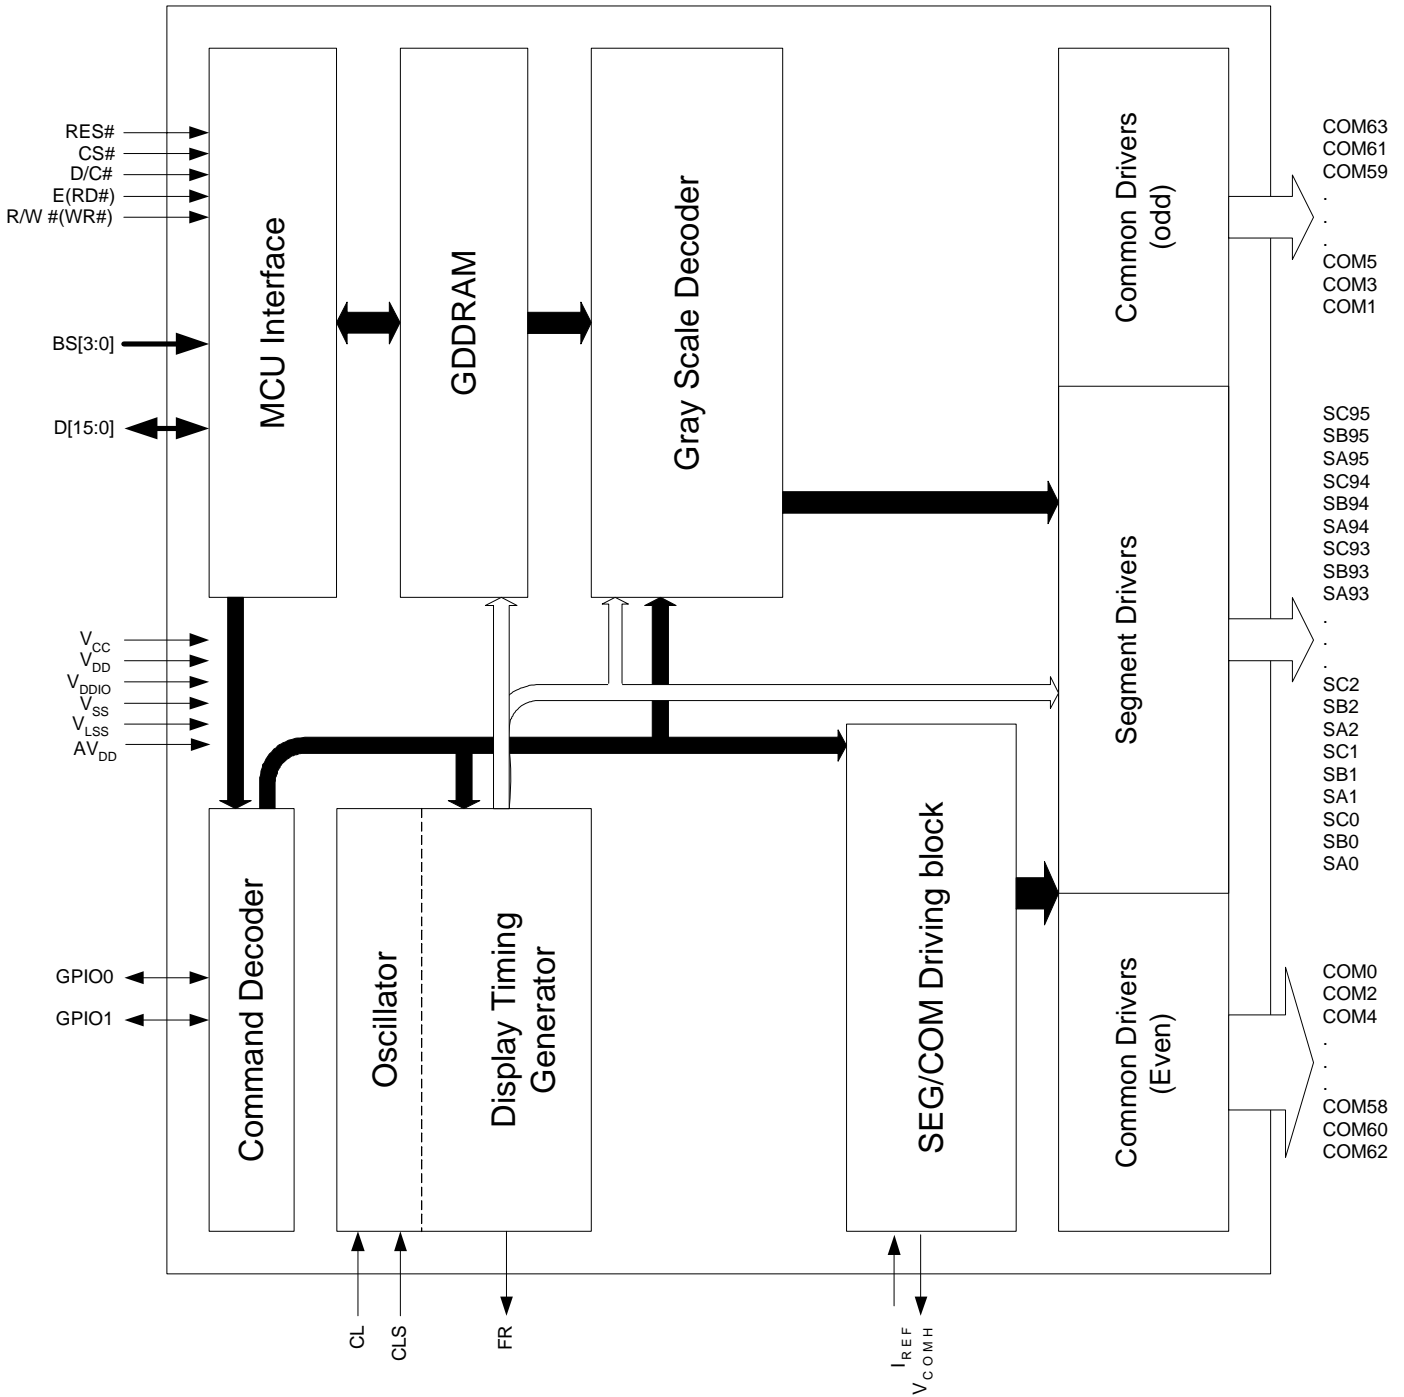 RES#
CS#
D/C#
E(RD#)
R/W #(WR#)
BS[3:0]
D[15:0]
VCC
VDD
VDDIO
VSS
VLSS
AVDD
GPIO0
GPIO1
MCU Interface
GDDRAM
Gray Scale Decoder
Command Decoder
Oscillator
Display Timing
Generator
SEG/COM Driving block
Common Drivers
(odd)
Segment Drivers
Common Drivers
(Even)
CL
CLS
FR
IREF
VCOMH
COM63
COM61
COM59
.
.
.
COM5
COM3
COM1
SC95
SB95
SA95
SC94
SB94
SA94
SC93
SB93
SA93
.
.
.
SC2
SB2
SA2
SC1
SB1
SA1
SC0
SB0
SA0
COM0
COM2
COM4
.
.
.
COM58
COM60
COM62